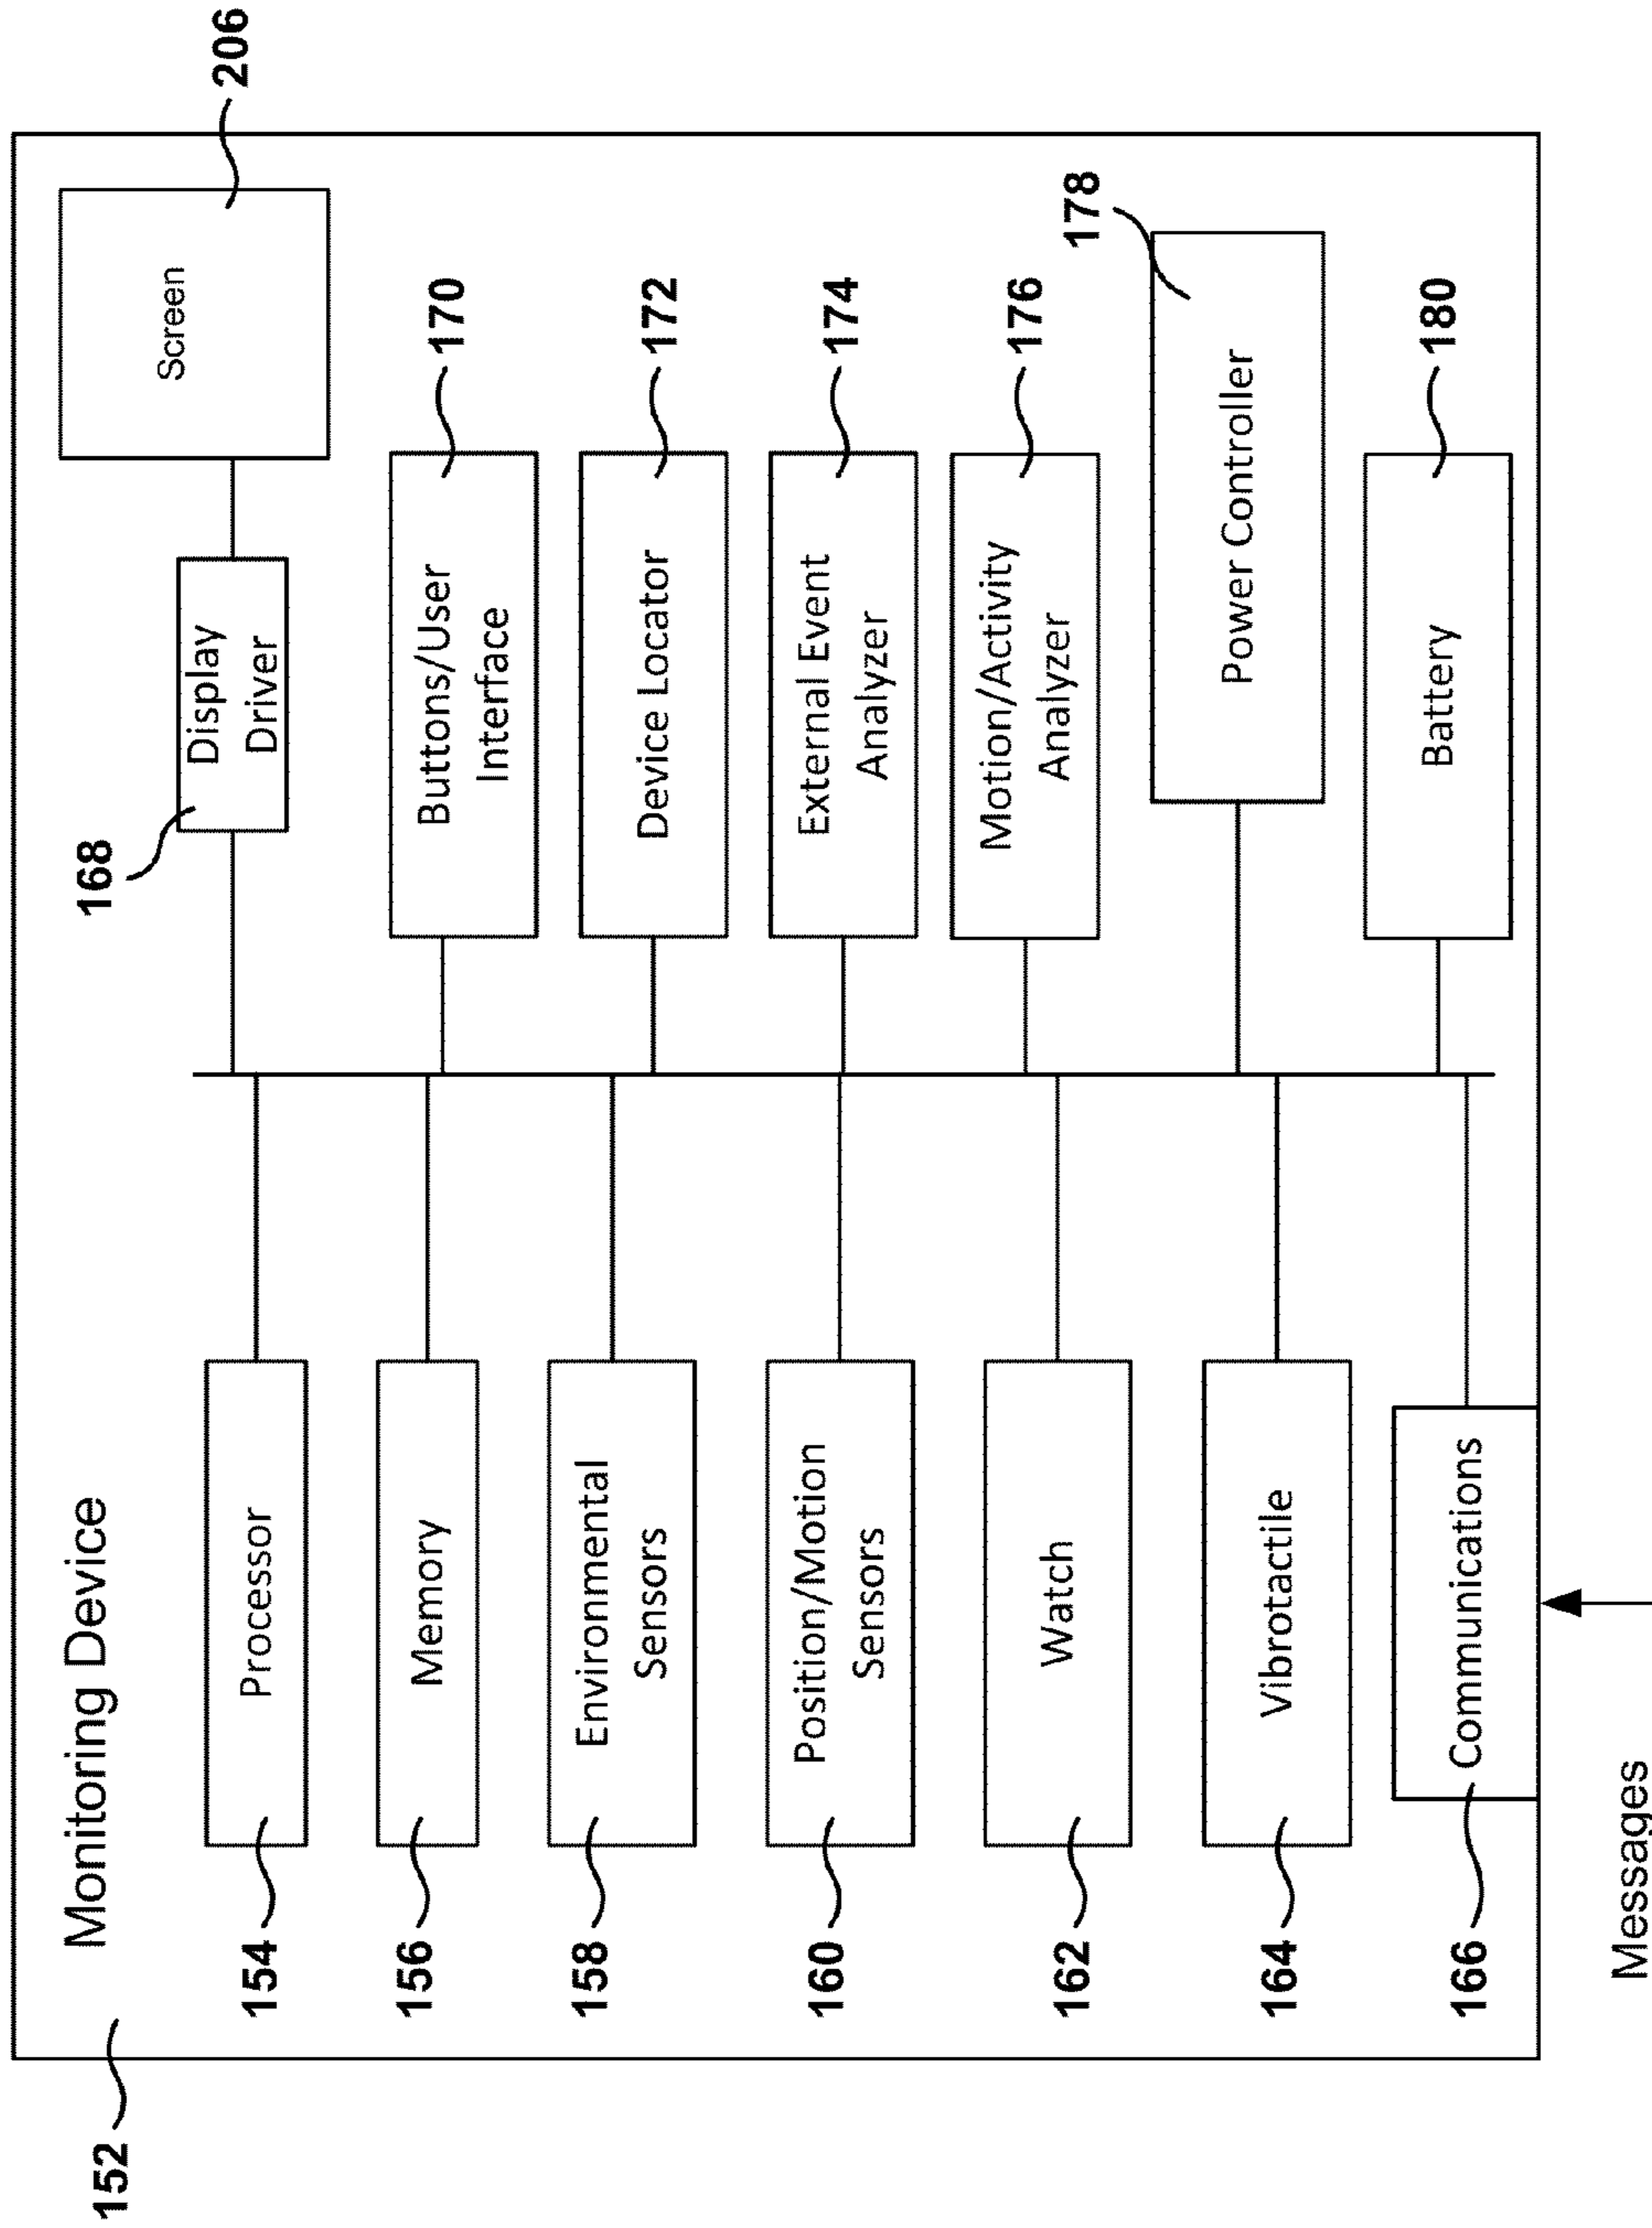 152
Monitoring Device
154
Processor
156
Memory
158
Environmental
Sensors
160
Position/Motion
Sensors
162
Watch
164
Vibrotactile
166
Communications
Messages
168
Display
Driver
Screen
206
Buttons/User
Interface
170
Device Locator
172
External Event
Analyzer
174
Motion/Activity
Analyzer
176
Power Controller
178
Battery
180